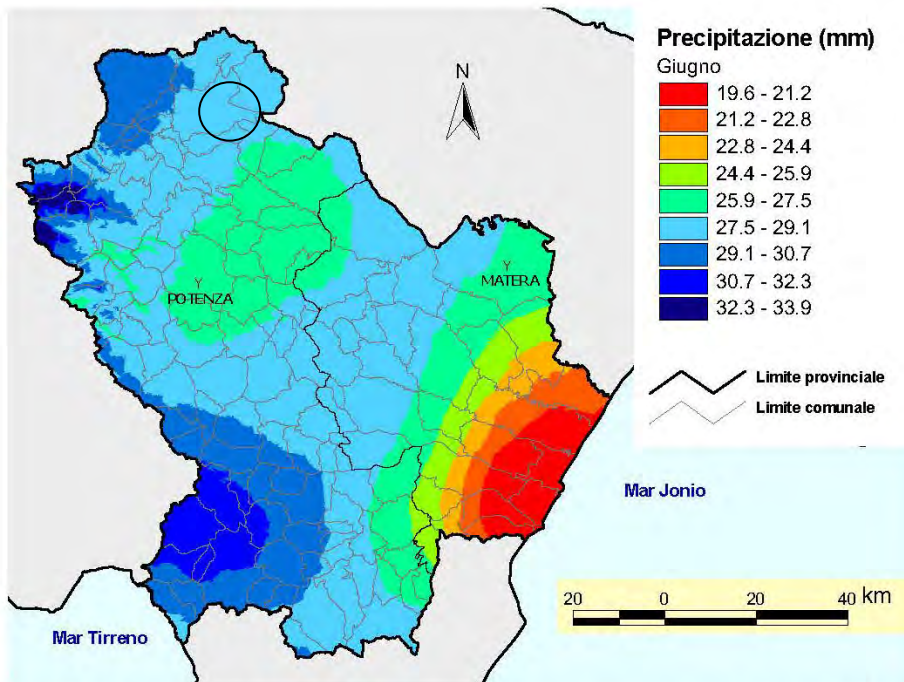 Precipitazione (mm)
Giugno
19.6 - 21.2
21.2 - 22.8
22.8 - 24.4
24.4 - 25.9
25.9 - 27.5
27.5 - 29.1
29.1 - 30.7
30.7 - 32.3
32.3 - 33.9
Limite provinciale
Limite comunale
N
Y
POTENZA
Y
MATERA
Mar Jonio
Mar Tirreno
20 0 20 40 km